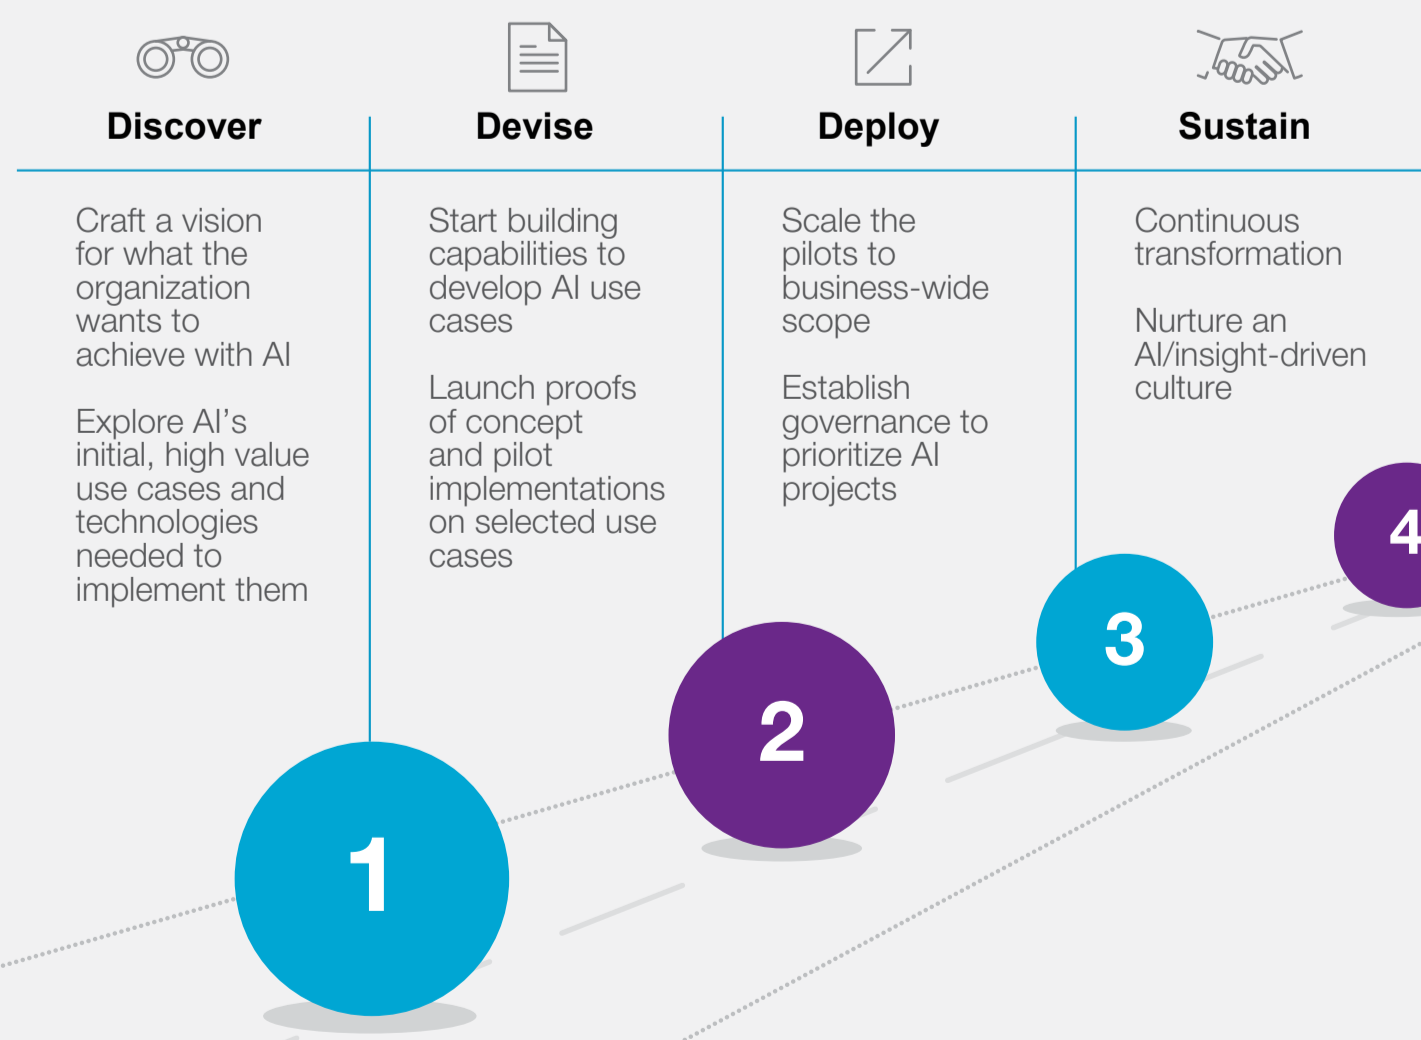 Discover
Craft a vision
for what the
organization
wants to
achieve with AI
Explore AI’s
initial, high value
use cases and
technologies
needed to
implement them
Devise
Start building
capabilities to
develop AI use
cases
Launch proofs
of concept
and pilot
implementations
on selected use
cases
Deploy
Scale the
pilots to
business-wide
scope
Establish
governance to
prioritize AI
projects
Sustain
Continuous
transformation
Nurture an
AI/insight-driven
culture
1
2
3
4